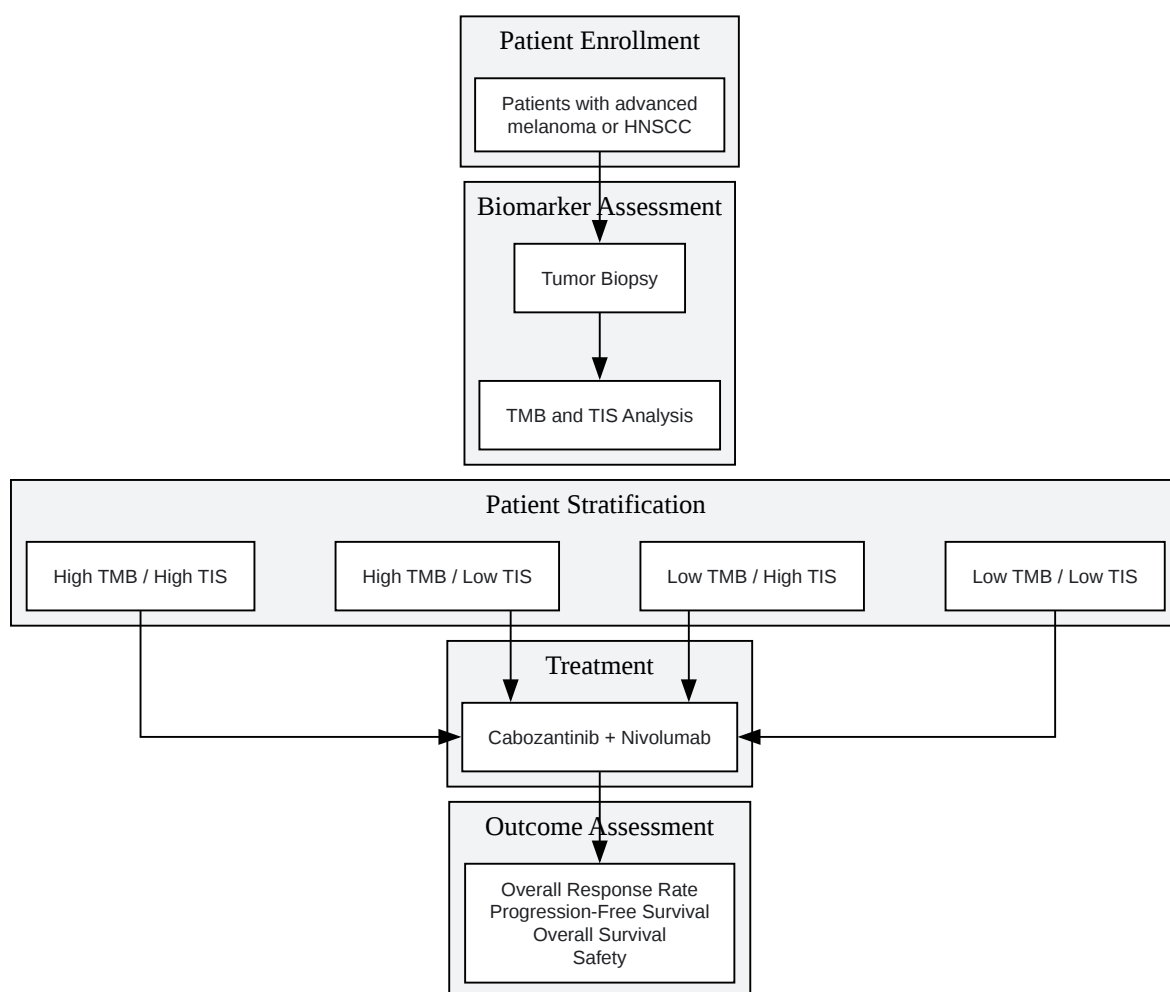 Patient Enrollment
Patients with advanced
melanoma or HNSCC
Biomarker Assessment
Tumor Biopsy
TMB and TIS Analysis
Patient Stratification
High TMB / High TIS
High TMB / Low TIS
Low TMB / High TIS
Low TMB / Low TIS
Treatment
Cabozantinib + Nivolumab
Outcome Assessment
Overall Response Rate
Progression-Free Survival
Overall Survival
Safety